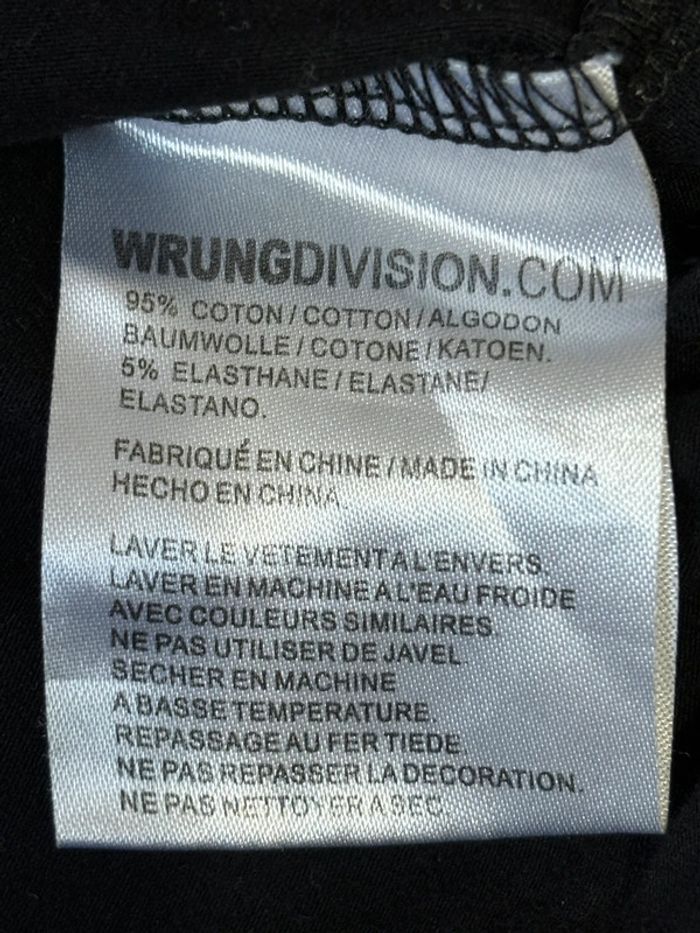 WRUNGDIVISION.COM
95% COTON / COTTON / ALGODON
BAUMWOLLE / COTONE / KATOEN.
5% ELASTHANE / ELASTANE /
ELASTANO.
FABRIQUÉ EN CHINE / MADE IN CHINA
HECHO EN CHINA.
LAVER LE VETEMENT A L'ENVERS.
LAVER EN MACHINE A L'EAU FROIDE
AVEC COULEURS SIMILAIRES.
NE PAS UTILISER DE JAVEL.
SECHER EN MACHINE
A BASSE TEMPERATURE.
REPASSAGE AU FER TIEDE.
NE PAS REPASSER LA DECORATION.
NE PAS NETTOYER A SEC.